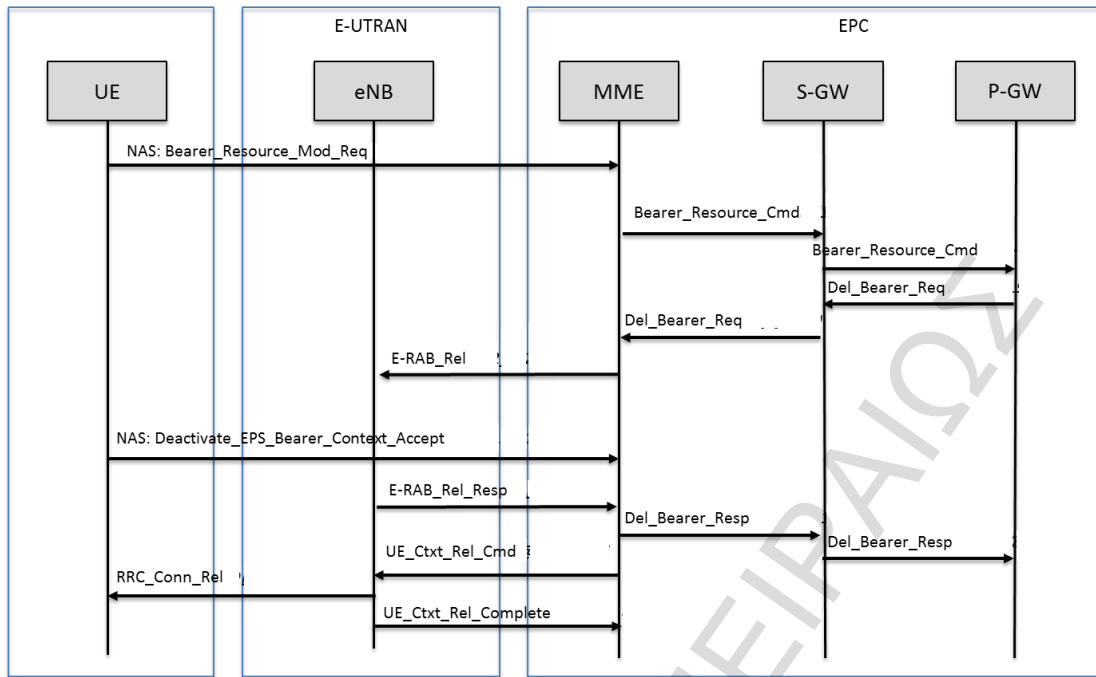 E-UTRAN
EPC
UE
eNB
MME
S-GW
P-GW
NAS: Bearer_Resource_Mod_Req
Bearer_Resource_Cmd
Bearer_Resource_Cmd
Del_Bearer_Req
Del_Bearer_Req
E-RAB_Rel
NAS: Deactivate_EPS_Bearer_Context_Accept
E-RAB_Rel_Resp
Del_Bearer_Resp
Del_Bearer_Resp
UE_Ctxt_Rel_Cmd
RRC_Conn_Rel
UE_Ctxt_Rel_Complete
ΠΕΙΡΑΙΩΣ